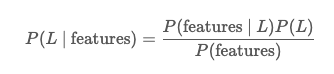 P(L | features) = P(features | L)P(L) / P(features)